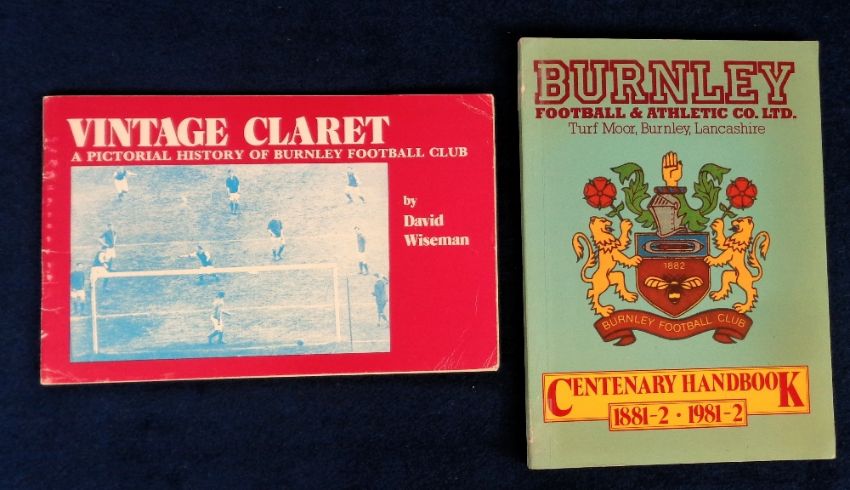 VINTAGE CLARET
A PICTORIAL HISTORY OF BURNLEY FOOTBALL CLUB
by
David
Wiseman
BURNLEY
FOOTBALL & ATHLETIC CO. LTD.
Turf Moor, Burnley, Lancashire
1882
BURNLEY FOOTBALL CLUB
CENTENARY HANDBOOK
1881-2 · 1981-2